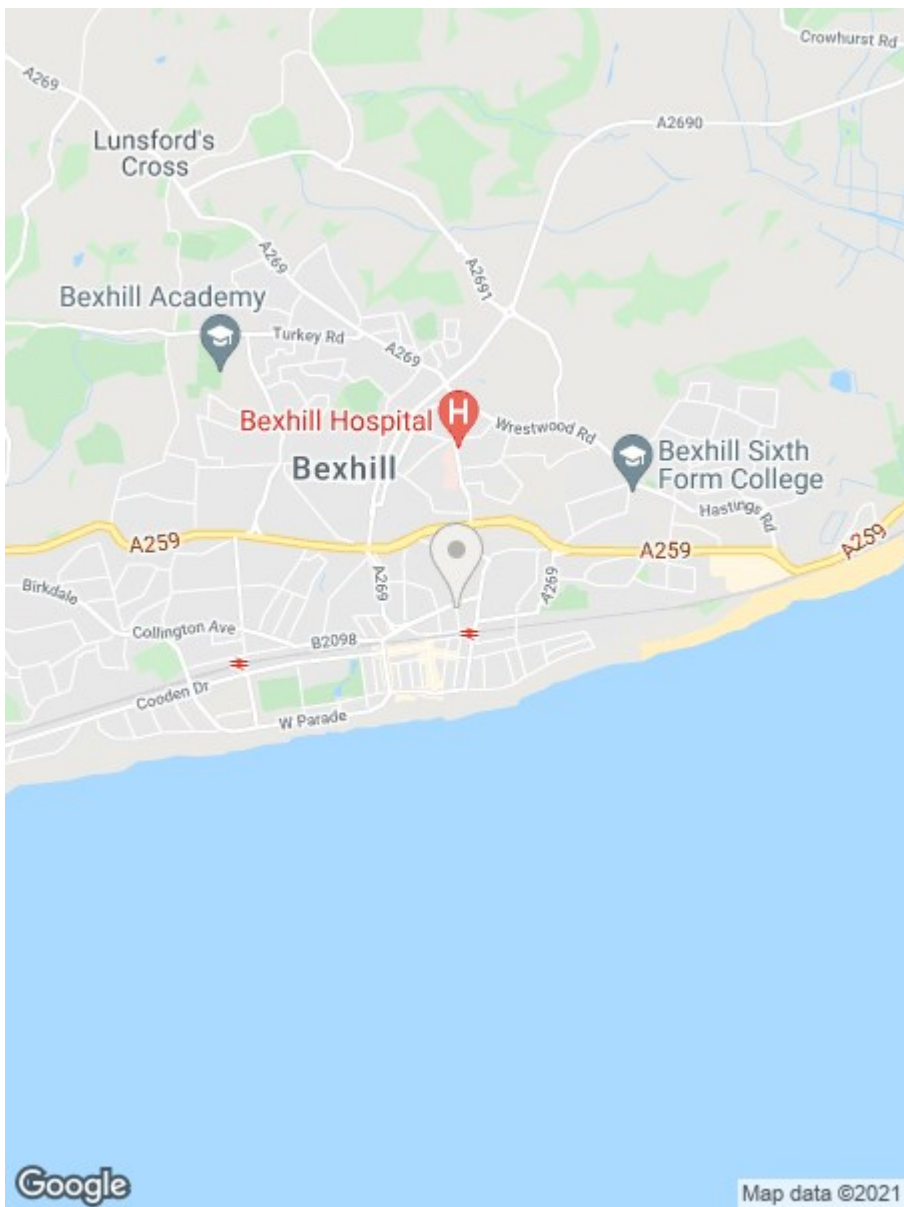 Crowhurst Rd
A269
A2690
Lunsford's
Cross
A269
A2691
Bexhill Academy
Turkey Rd
A269
Bexhill Hospital
H
Wrestwood Rd
Bexhill
Bexhill Sixth
Form College
Hastings Rd
A259
A259
A259
A269
A269
Birkdale
Collington Ave
B2098
Cooden Dr
W Parade
Google
Map data ©2021